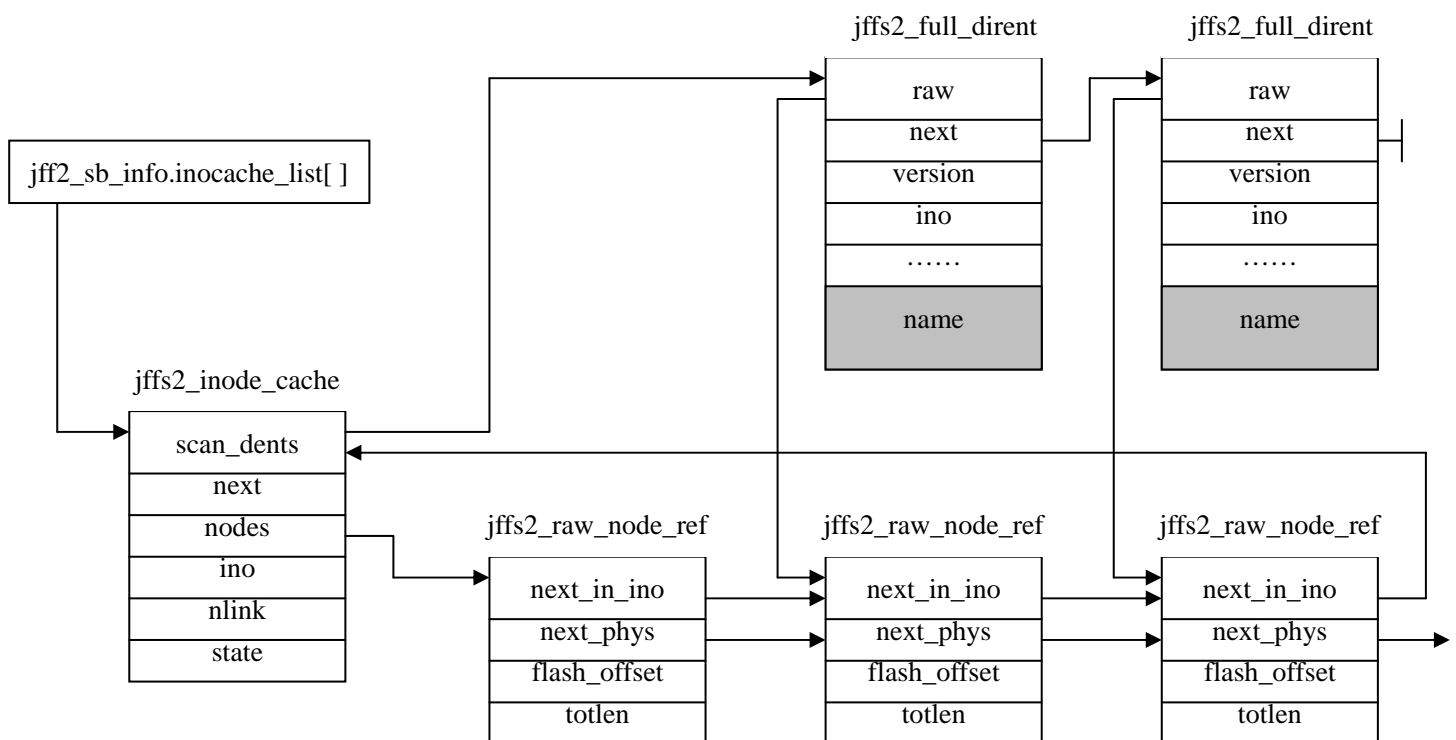 jffs2_full_dirent
raw
next
version
ino
……
name
jffs2_full_dirent
raw
next
version
ino
……
name
jff2_sb_info.inocache_list[ ]
jffs2_inode_cache
scan_dents
next
nodes
ino
nlink
state
jffs2_raw_node_ref
next_in_ino
next_phys
flash_offset
totlen
jffs2_raw_node_ref
next_in_ino
next_phys
flash_offset
totlen
jffs2_raw_node_ref
next_in_ino
next_phys
flash_offset
totlen